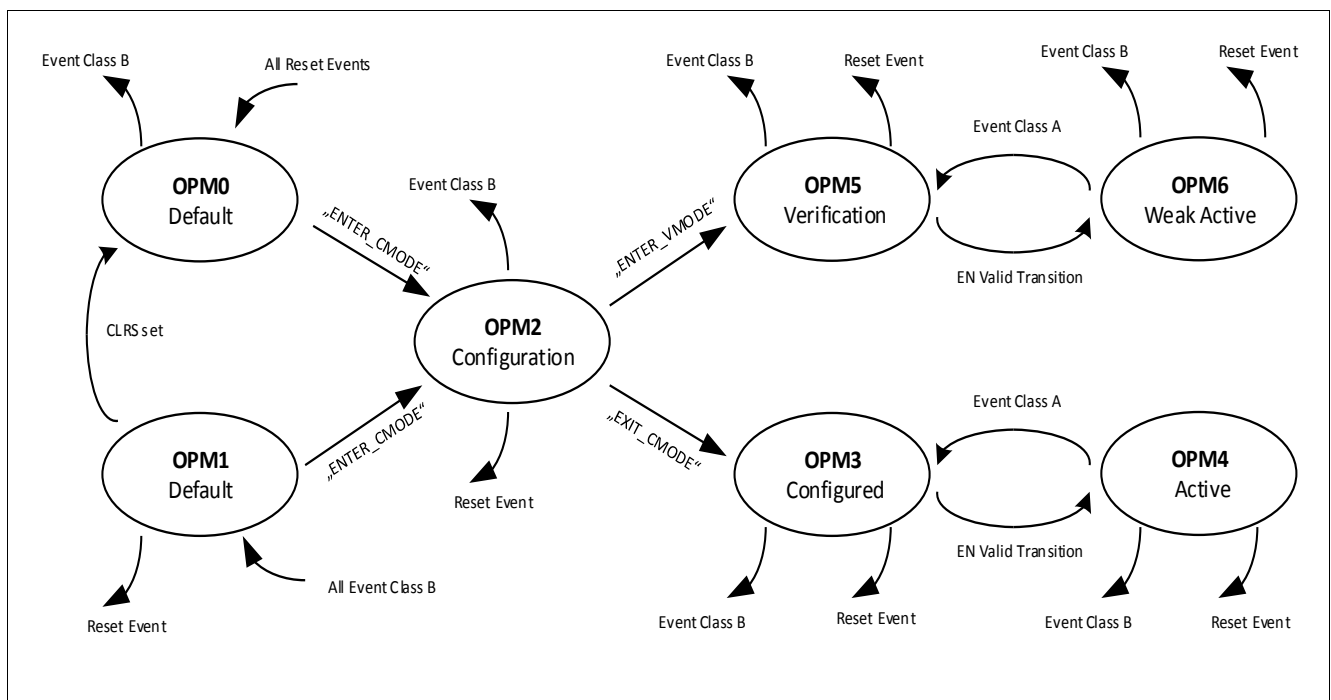 Event Class B
All Reset Events
Event Class B
Reset Event
Event Class B
Reset Event
Event Class A
OPM0
Default
OPM5
Verification
OPM6
Weak Active
Event Class B
„ENTER_CMODE“
„ENTER_VMODE“
EN Valid Transition
CLRS set
OPM2
Configuration
„ENTER_CMODE“
„EXIT_CMODE“
Event Class A
OPM1
Default
OPM3
Configured
OPM4
Active
Reset Event
EN Valid Transition
All Event Class B
Reset Event
Event Class B
Reset Event
Event Class B
Reset Event